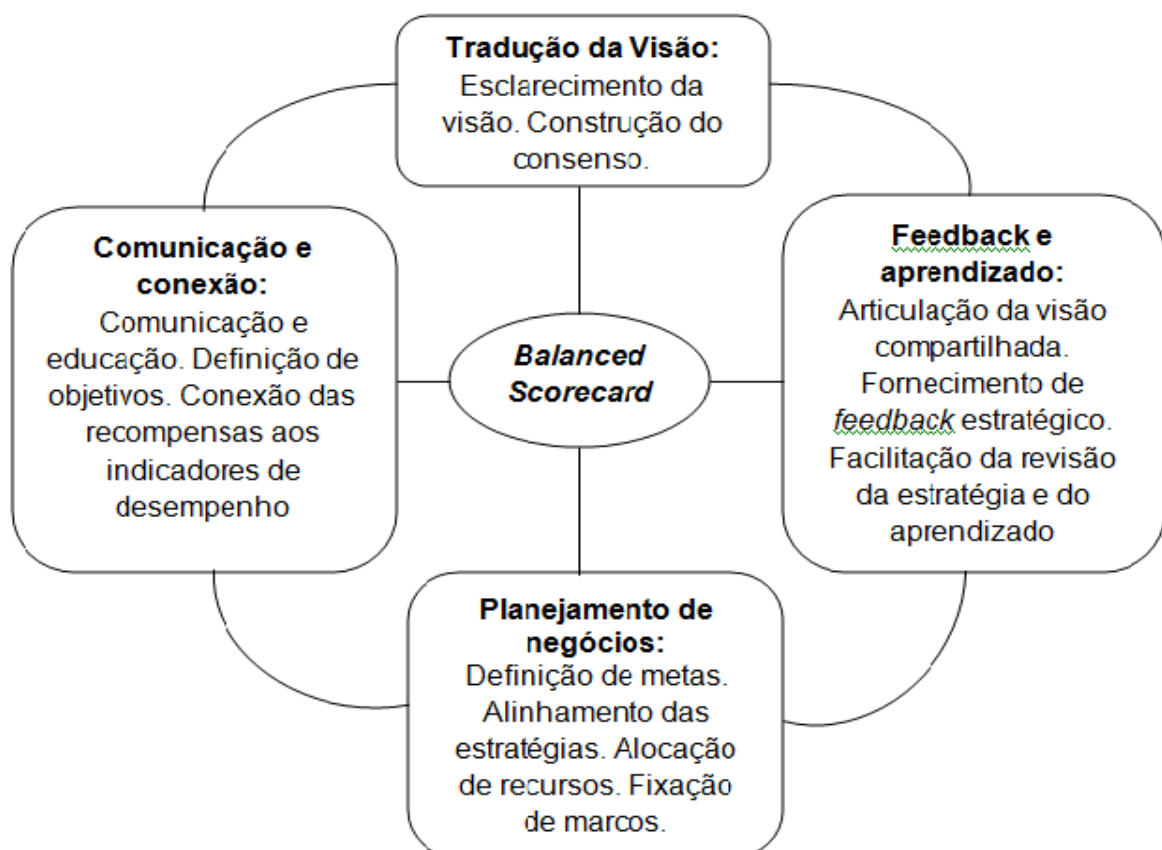 Tradução da Visão:
Esclarecimento da
visão. Construção do
consenso.
Comunicação e
conexão:
Comunicação e
educação. Definição de
objetivos. Conexão das
recompensas aos
indicadores de
desempenho
Balanced
Scorecard
Feedback e
aprendizado:
Articulação da visão
compartilhada.
Fornecimento de
feedback estratégico.
Facilitação da revisão
da estratégia e do
aprendizado
Planejamento de
negócios:
Definição de metas.
Alinhamento das
estratégias. Alocação
de recursos. Fixação
de marcos.